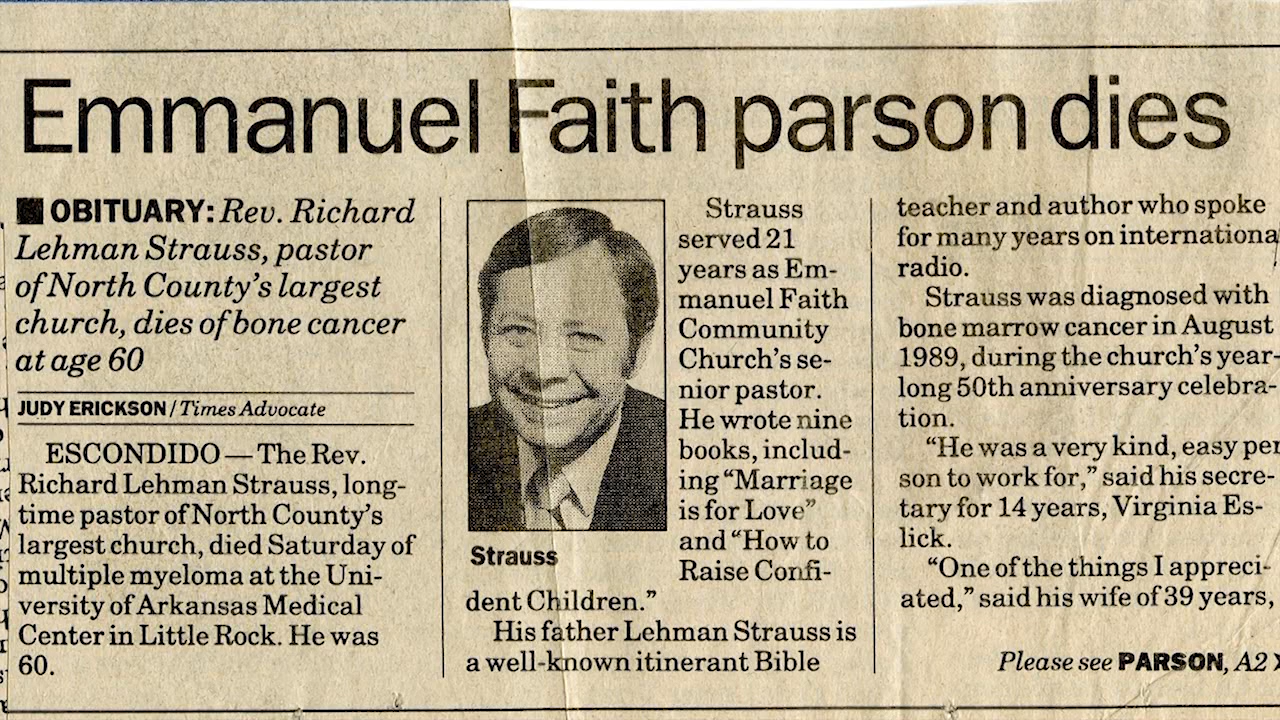 Emmanuel Faith parson dies
■ OBITUARY: Rev. Richard
Lehman Strauss, pastor
of North County's largest
church, dies of bone cancer
at age 60
JUDY ERICKSON / Times Advocate
ESCONDIDO — The Rev.
Richard Lehman Strauss, long-
time pastor of North County's
largest church, died Saturday of
multiple myeloma at the Uni-
versity of Arkansas Medical
Center in Little Rock. He was
60.
Strauss
Strauss
served 21
years as Em-
manuel Faith
Community
Church's se-
nior pastor.
He wrote nine
books, includ-
ing "Marriage
is for Love"
and "How to
Raise Confi-
dent Children."
His father Lehman Strauss is
a well-known itinerant Bible
teacher and author who spoke
for many years on internationa
radio.
Strauss was diagnosed with
bone marrow cancer in August
1989, during the church's year-
long 50th anniversary celebra-
tion.
"He was a very kind, easy per
son to work for," said his secre-
tary for 14 years, Virginia Es-
lick.
"One of the things I appreci-
ated," said his wife of 39 years,
Please see PARSON, A2